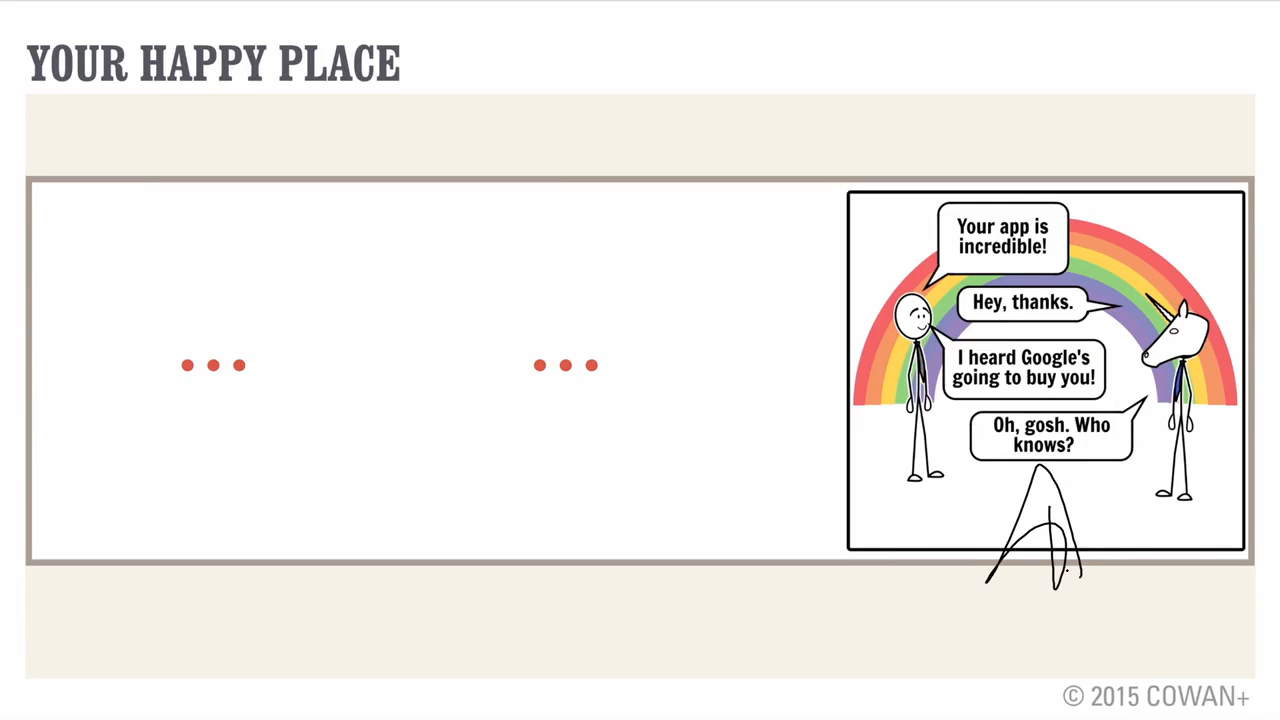 YOUR HAPPY PLACE
Your app is
incredible!
Hey, thanks.
I heard Google's
going to buy you!
Oh, gosh. Who
knows?
© 2015 COWAN+